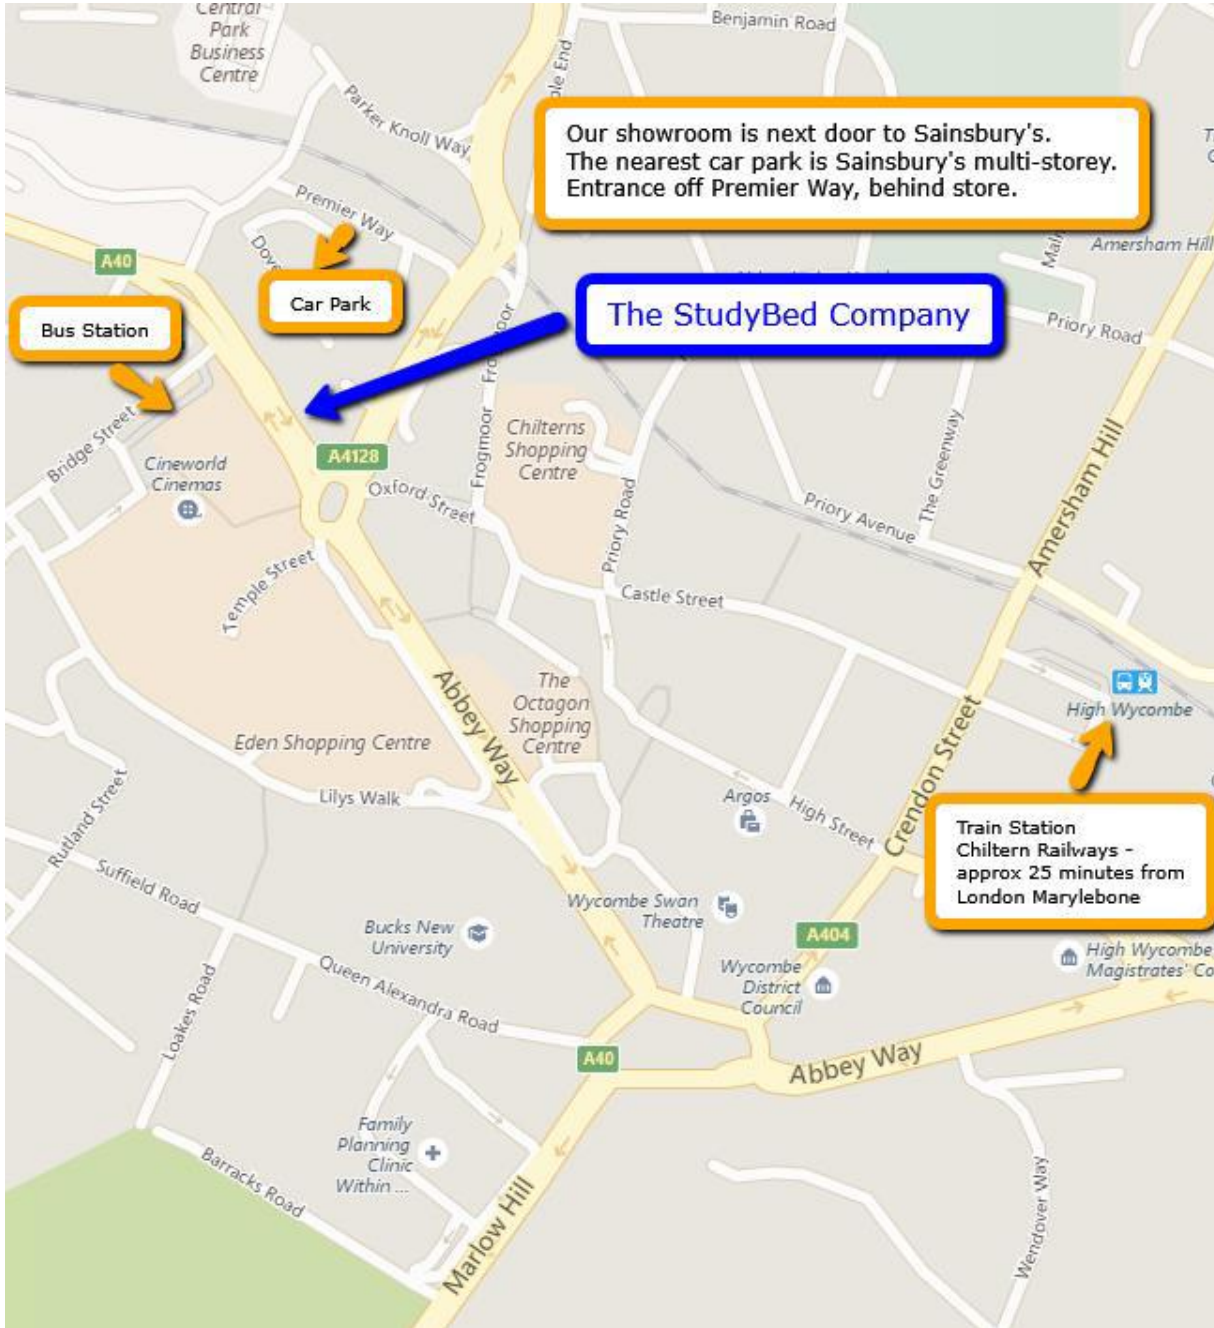 Central
Park
Business
Centre
Benjamin Road
Parker Knoll Way
Our showroom is next door to Sainsbury's.
The nearest car park is Sainsbury's multi-storey.
Entrance off Premier Way, behind store.
Premier Way
Amersham Hill
A40
Car Park
Bus Station
The StudyBed Company
Priory Road
Frogmoor
Frogmoor
Bridge Street
Cineworld
Cinemas
A4128
Chilterns
Shopping
Centre
Oxford Street
Priory Road
Priory Avenue
The Greenway
Amersham Hill
Temple Street
Castle Street
High Wycombe
Abbey Way
The
Octagon
Shopping
Centre
Eden Shopping Centre
Lilys Walk
Argos
High Street
Crendon Street
Train Station
Chiltern Railways -
approx 25 minutes from
London Marylebone
Rutland Street
Suffield Road
Bucks New
University
Wycombe Swan
Theatre
A404
Wycombe
District
Council
High Wycombe
Magistrates' Co
Queen Alexandra Road
Loakes Road
A40
Abbey Way
Family
Planning
Clinic
Within ...
Barracks Road
Marlow Hill
Wendover Way